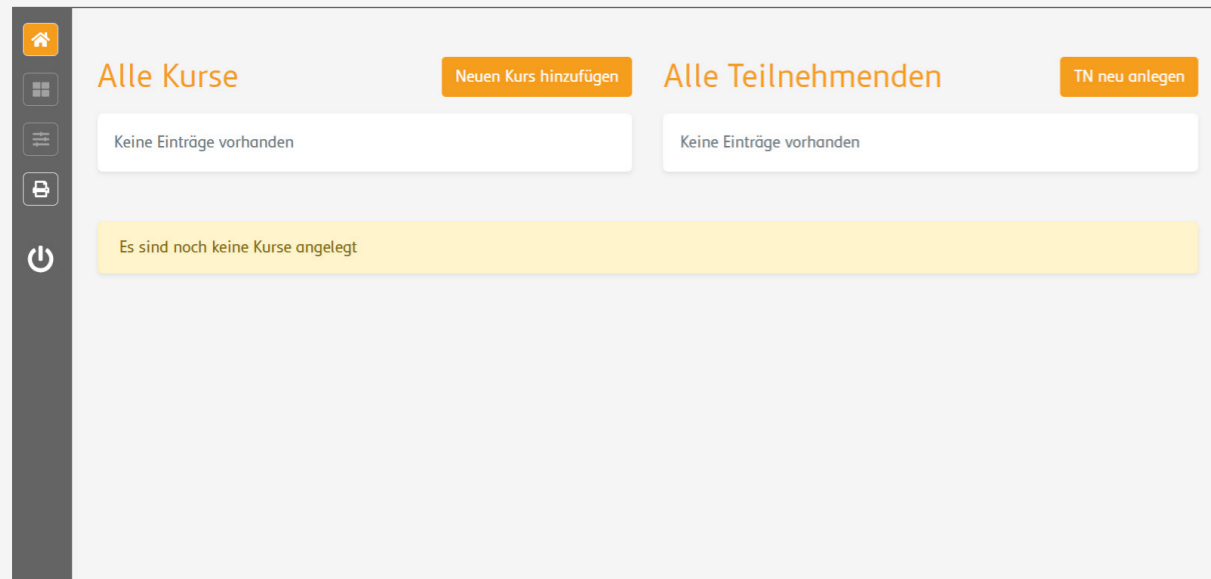 Alle Kurse
Neuen Kurs hinzufügen
Keine Einträge vorhanden
Alle Teilnehmenden
TN neu anlegen
Keine Einträge vorhanden
Es sind noch keine Kurse angelegt